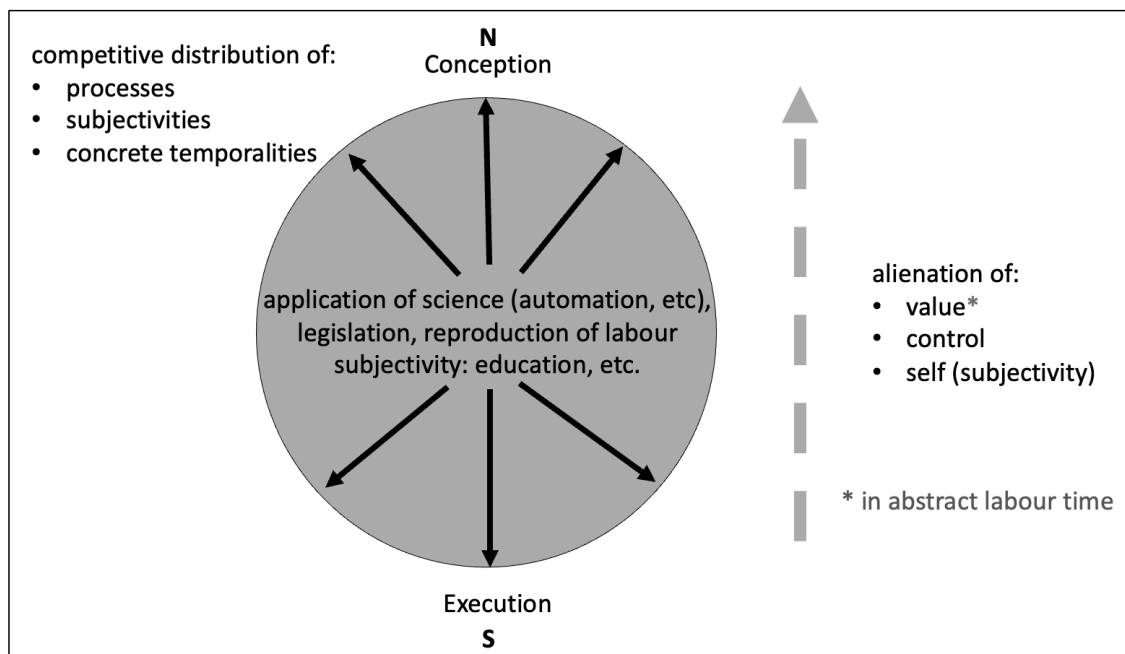 competitive distribution of:
• processes
• subjectivities
• concrete temporalities
N
Conception
application of science (automation, etc),
legislation, reproduction of labour
subjectivity: education, etc.
alienation of:
• value*
• control
• self (subjectivity)
* in abstract labour time
Execution
S